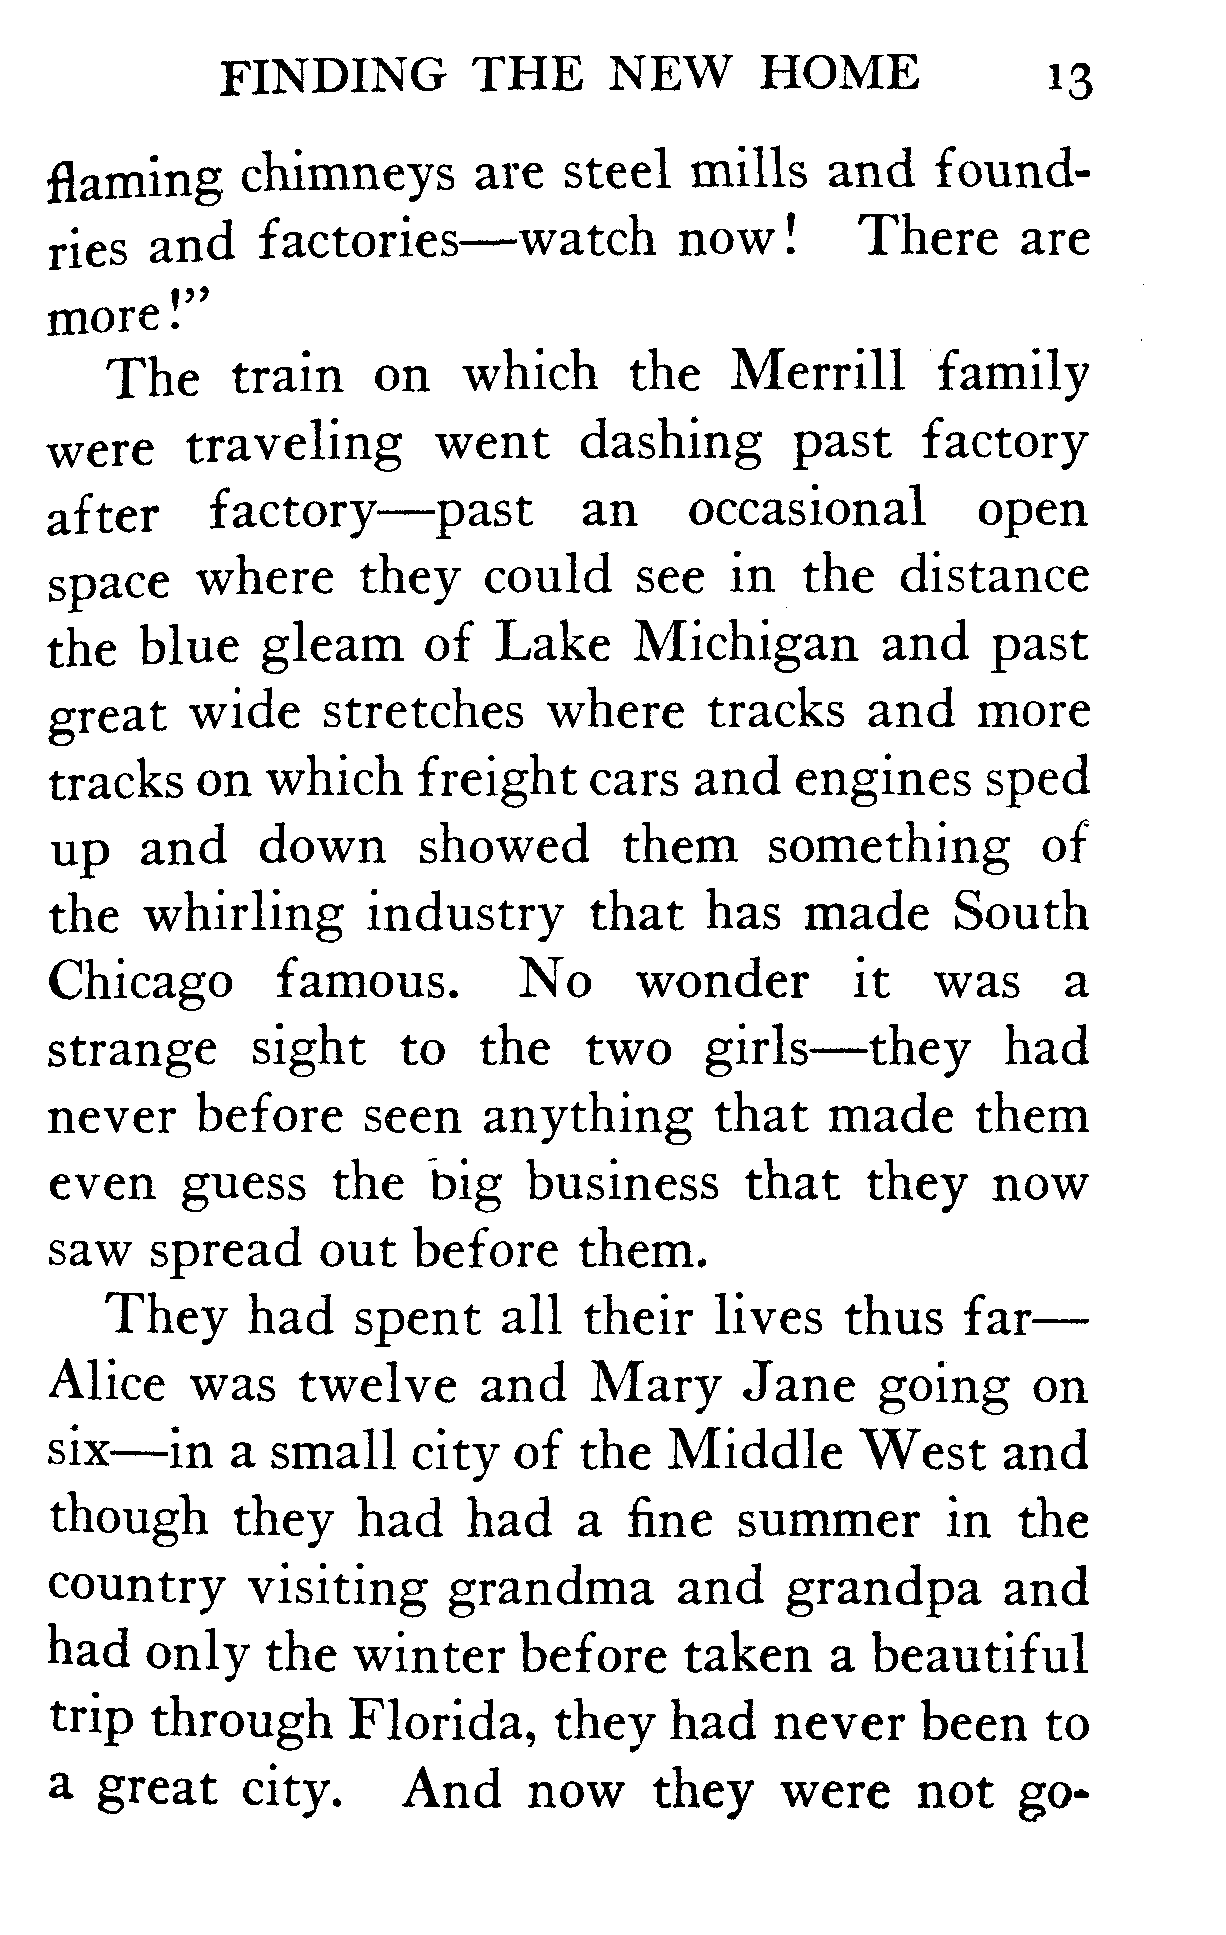 FINDING THE NEW HOME 13
flaming chimneys are steel mills and found-
ries and factories—watch now! There are
more!”
The train on which the Merrill family
were traveling went dashing past factory
after factory—past an occasional open
space where they could see in the distance
the blue gleam of Lake Michigan and past
great wide stretches where tracks and more
tracks on which freight cars and engines sped
up and down showed them something of
the whirling industry that has made South
Chicago famous. No wonder it was a
strange sight to the two girls—they had
never before seen anything that made them
even guess the big business that they now
saw spread out before them.
They had spent all their lives thus far—
Alice was twelve and Mary Jane going on
six—in a small city of the Middle West and
though they had had a fine summer in the
country visiting grandma and grandpa and
had only the winter before taken a beautiful
trip through Florida, they had never been to
a great city. And now they were not go-